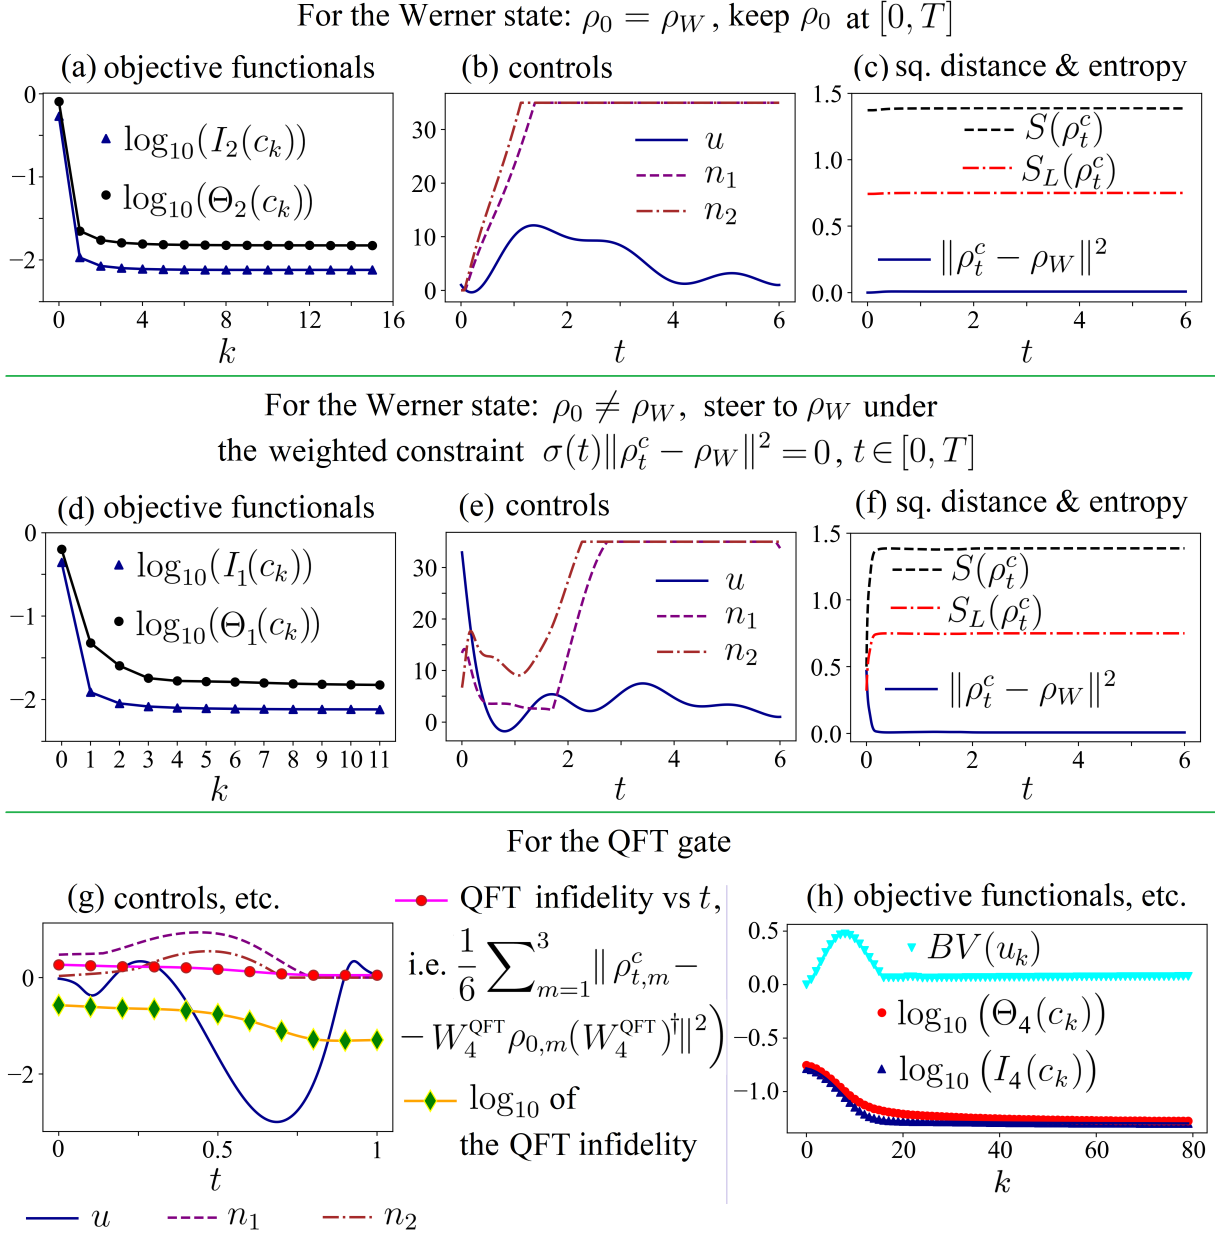 For the Werner state: ρ₀ = ρ_W, keep ρ₀ at [0, T]
(a) objective functionals
0
−1
−2
log₁₀(I₂(c_k))
log₁₀(Θ₂(c_k))
0 4 8 12 16
k
(b) controls
30
20
10
0
u
n₁
n₂
0 2 4 6
t
(c) sq. distance & entropy
1.5
1.0
0.5
0.0
S(ρ_t^c)
S_L(ρ_t^c)
‖ρ_t^c − ρ_W‖²
0 2 4 6
t
For the Werner state: ρ₀ ≠ ρ_W, steer to ρ_W under
the weighted constraint σ(t)‖ρ_t^c − ρ_W‖² = 0, t ∈ [0, T]
(d) objective functionals
0
−1
−2
log₁₀(I₁(c_k))
log₁₀(Θ₁(c_k))
0 1 2 3 4 5 6 7 8 9 10 11
k
(e) controls
30
20
10
0
u
n₁
n₂
0 2 4 6
t
(f) sq. distance & entropy
1.5
1.0
0.5
0.0
S(ρ_t^c)
S_L(ρ_t^c)
‖ρ_t^c − ρ_W‖²
0 2 4 6
t
For the QFT gate
(g) controls, etc.
0
−2
0 0.5 1
t
u n₁ n₂
QFT infidelity vs t,
i.e. 1/6 ∑_{m=1}^3 ‖ρ_{t,m}^c −
− W_4^QFT ρ_{0,m}(W_4^QFT)^†‖²)
log₁₀ of
the QFT infidelity
(h) objective functionals, etc.
0.5
0.0
−0.5
−1.0
BV(u_k)
log₁₀(Θ₄(c_k))
log₁₀(I₄(c_k))
0 20 40 60 80
k